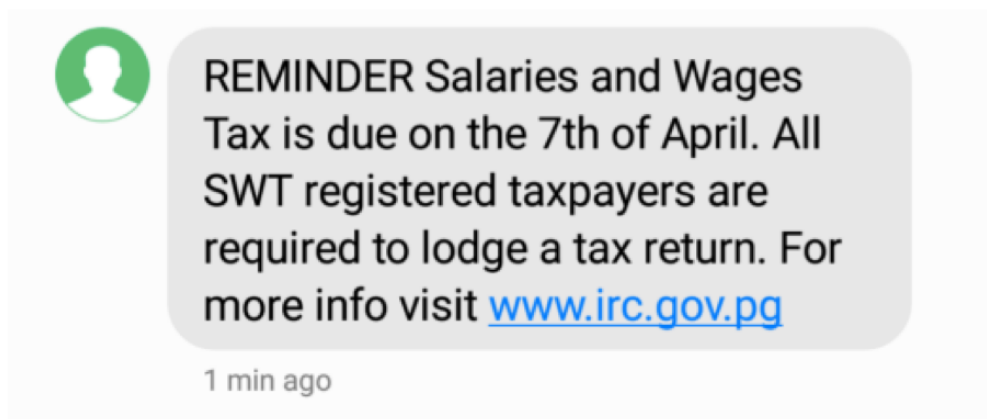 REMINDER Salaries and Wages
Tax is due on the 7th of April. All
SWT registered taxpayers are
required to lodge a tax return. For
more info visit www.irc.gov.pg
1 min ago